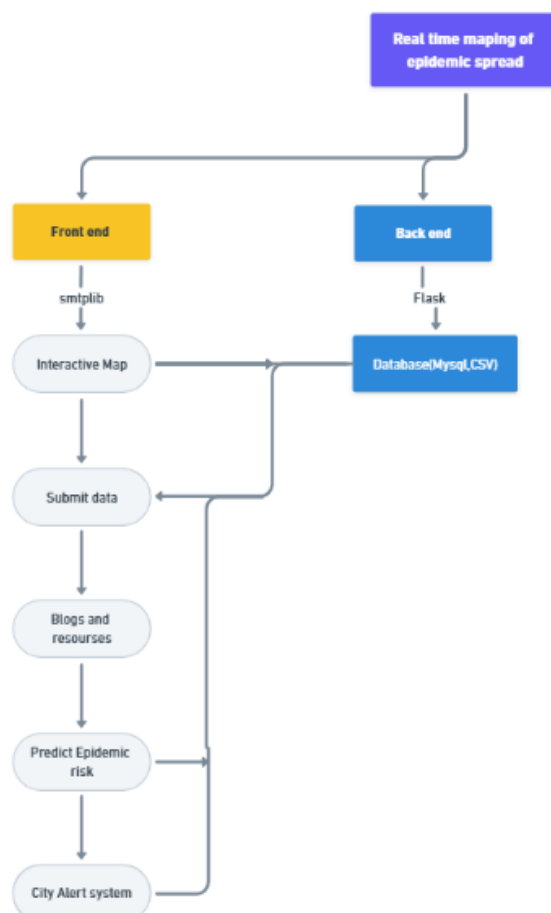 Real time maping of
epidemic spread
Front end
Back end
smtplib
Flask
Interactive Map
Database(Mysql,CSV)
Submit data
Blogs and
resourses
Predict Epidemic
risk
City Alert system